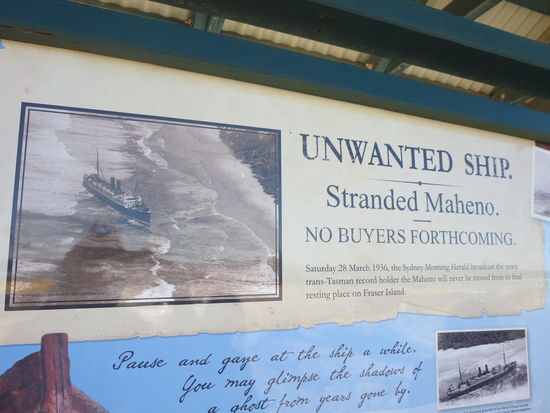 UNWANTED SHIP.
Stranded Maheno.
NO BUYERS FORTHCOMING.
Saturday 28 March 1936, the Sydney Morning Herald broadcast the news
trans-Tasman record holder the Maheno will never be moved from its final
resting place on Fraser Island.
Pause and gaze at the ship a while.
You may glimpse the shadows of
a ghost from years gone by.